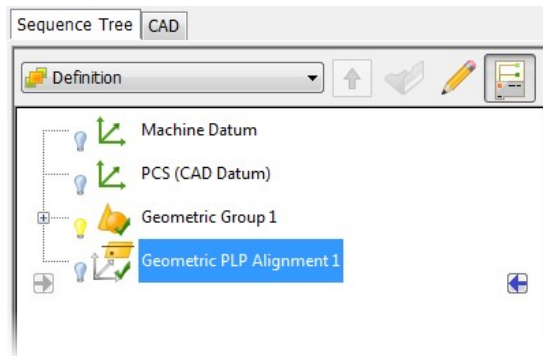 Sequence Tree CAD
Definition
Machine Datum
PCS (CAD Datum)
Geometric Group 1
Geometric PLP Alignment 1